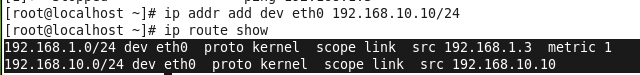 [root@localhost ~]# ip addr add dev eth0 192.168.10.10/24
[root@localhost ~]# ip route show
192.168.1.0/24 dev eth0  proto kernel  scope link  src 192.168.1.3  metric 1
192.168.10.0/24 dev eth0  proto kernel  scope link  src 192.168.10.10